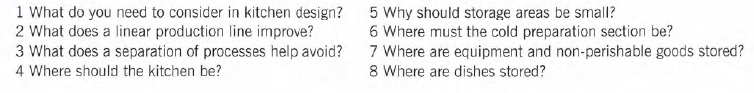 1 What do you need to consider in kitchen design?
2 What does a linear production line improve?
3 What does a separation of processes help avoid?
4 Where should the kitchen be?
5 Why should storage areas be small?
6 Where must the cold preparation section be?
7 Where are equipment and non-perishable goods stored?
8 Where are dishes stored?